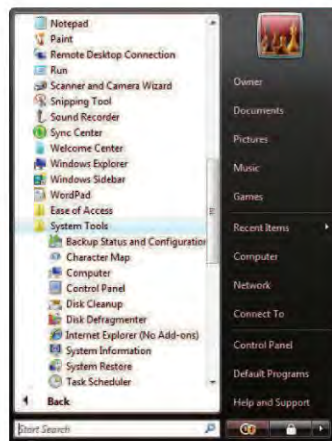 Notepad
Paint
Remote Desktop Connection
Run
Scanner and Camera Wizard
Snipping Tool
Sound Recorder
Sync Center
Welcome Center
Windows Explorer
Windows Sidebar
WordPad
Ease of Access
System Tools
Backup Status and Configuration
Character Map
Computer
Control Panel
Disk Cleanup
Disk Defragmenter
Internet Explorer (No Add-ons)
System Information
System Restore
Task Scheduler
Back
Start Search
Owner
Documents
Pictures
Music
Games
Recent Items
Computer
Network
Connect To
Control Panel
Default Programs
Help and Support